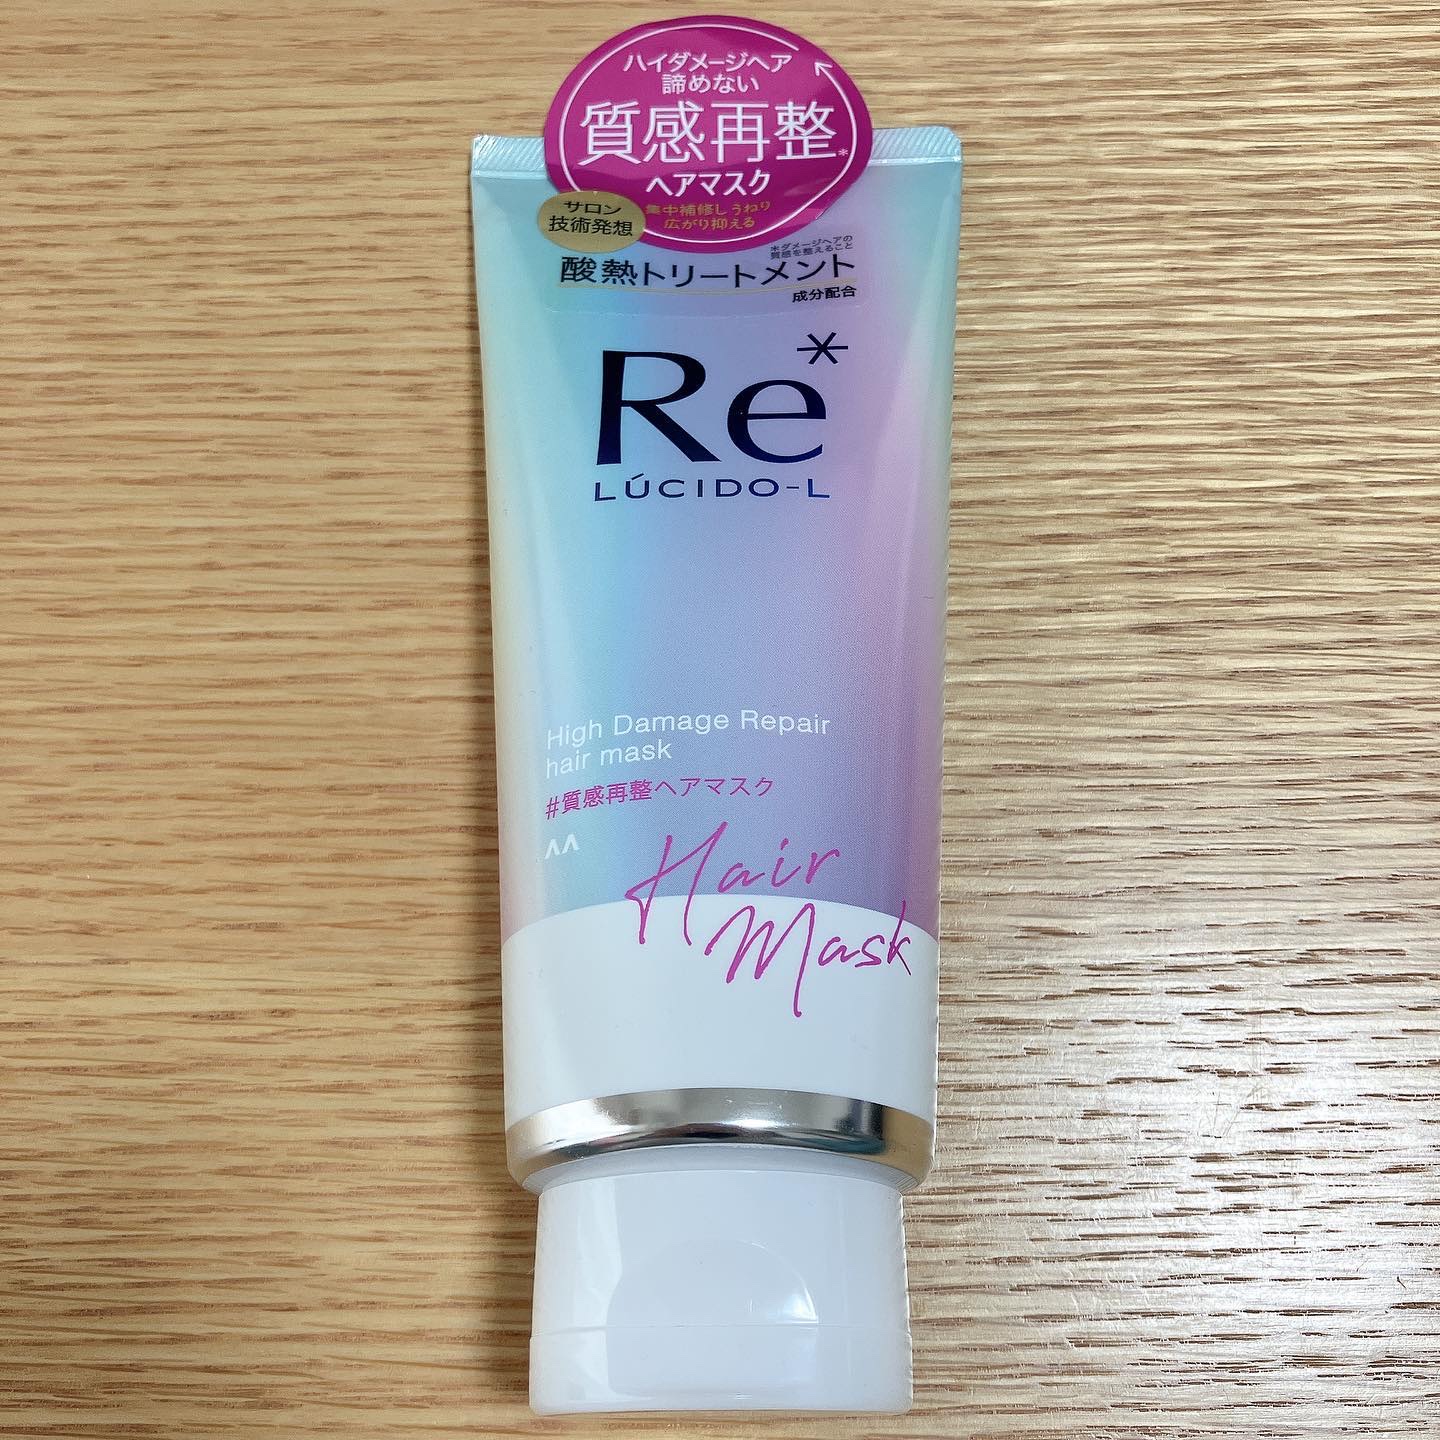 ハイダメージヘア
諦めない
質感再整*
ヘアマスク
集中補修しうねり
広がり抑える
サロン
技術発想
*ダメージヘアの
質感を整えること
酸熱トリートメント
成分配合
Re*
LÚCIDO-L
High Damage Repair
hair mask
#質感再整ヘアマスク
ΛΛ
Hair
Mask